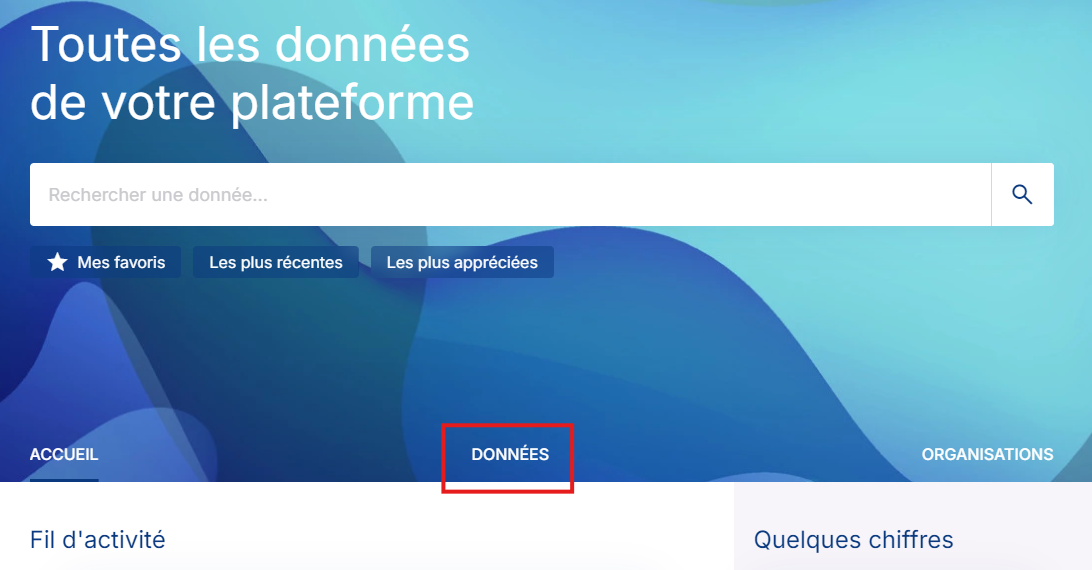 Toutes les données
de votre plateforme
Rechercher une donnée...
Mes favoris Les plus récentes Les plus appréciées
ACCUEIL DONNÉES ORGANISATIONS
Fil d'activité Quelques chiffres